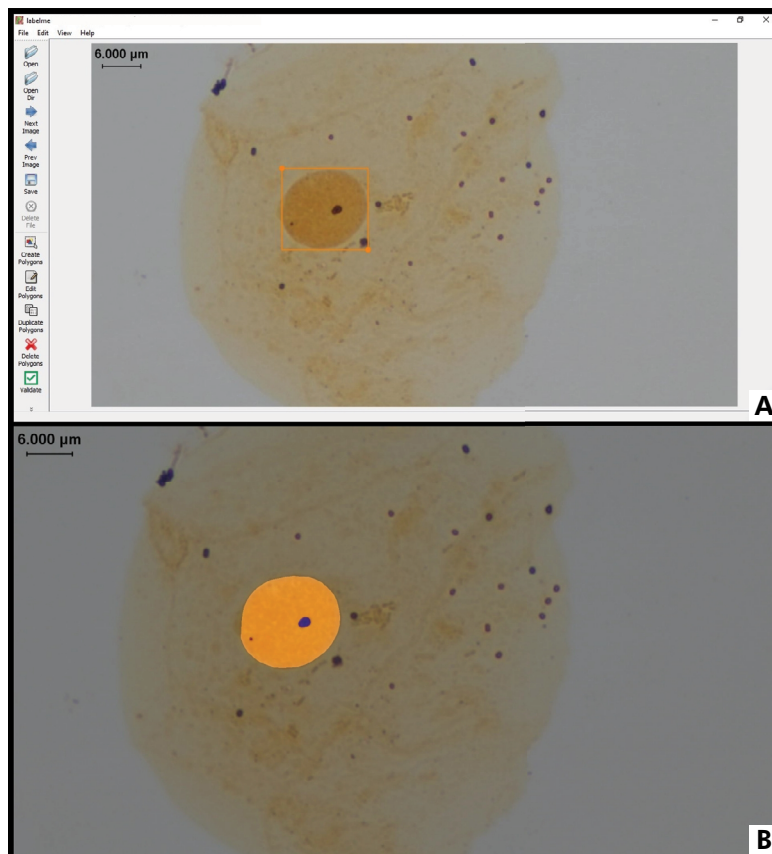 labelme
File Edit View Help
Open
Open
Dir
Next
Image
Prev
Image
Save
Delete
File
Create
Polygons
Edit
Polygons
Duplicate
Polygons
Delete
Polygons
Validate
6.000 µm
A
6.000 µm
B